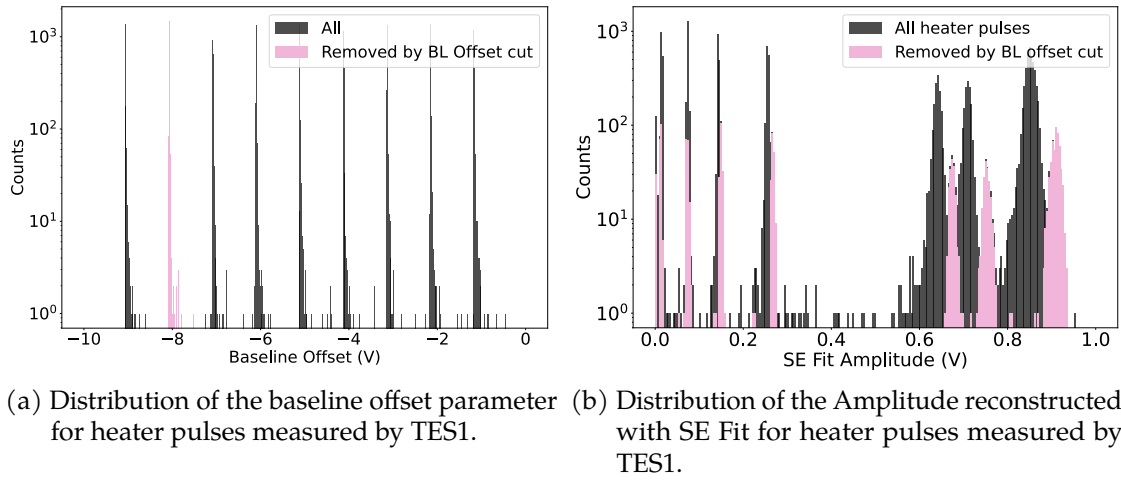 All
Removed by BL Offset cut
10³
10²
10¹
10⁰
Counts
−10
−8
−6
−4
−2
0
Baseline Offset (V)
All heater pulses
Removed by BL offset cut
10³
10²
10¹
10⁰
Counts
0.0
0.2
0.4
0.6
0.8
1.0
SE Fit Amplitude (V)
(a) Distribution of the baseline offset parameter
for heater pulses measured by TES1.
(b) Distribution of the Amplitude reconstructed
with SE Fit for heater pulses measured by
TES1.